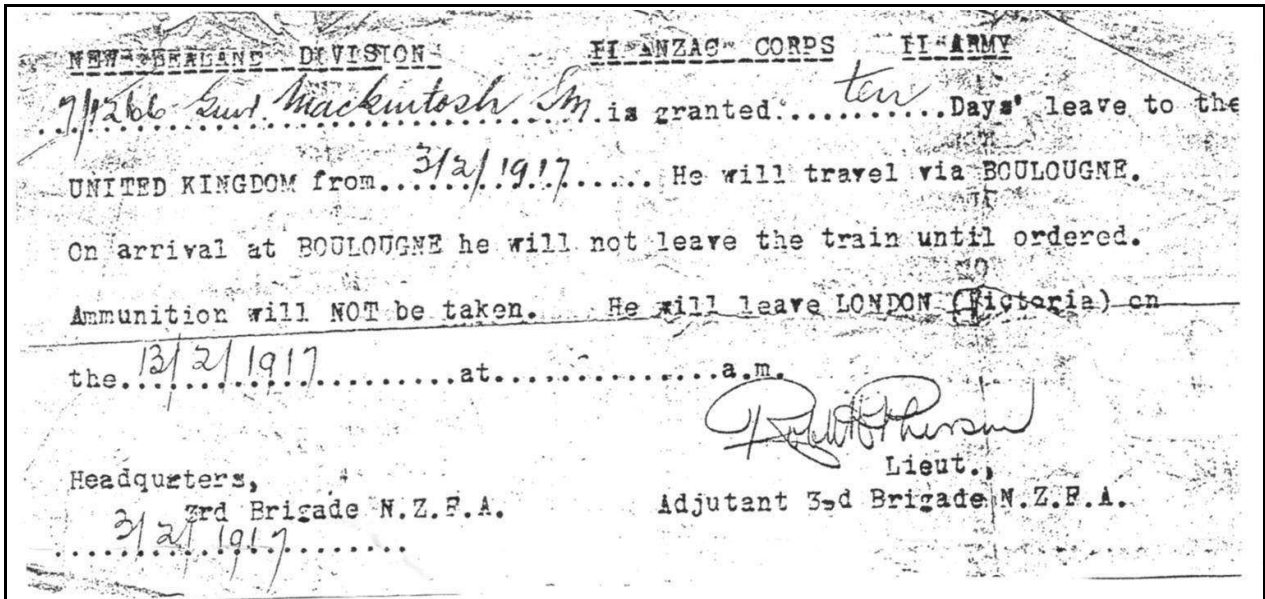 NEW ZEALAND DIVISION II ANZAC CORPS II ARMY
7/1266 Gnr. Mackintosh is granted ten Days' leave to the
UNITED KINGDOM from 3/2/1917 He will travel via BOULOUGNE.
On arrival at BOULOUGNE he will not leave the train until ordered.
Ammunition will NOT be taken. He will leave LONDON (Victoria) on
the 13/2/1917 at a.m.
Lieut.,
Headqurters,
Adjutant 3rd Brigade N.Z.F.A.
3rd Brigade N.Z.F.A.
3/2/1917